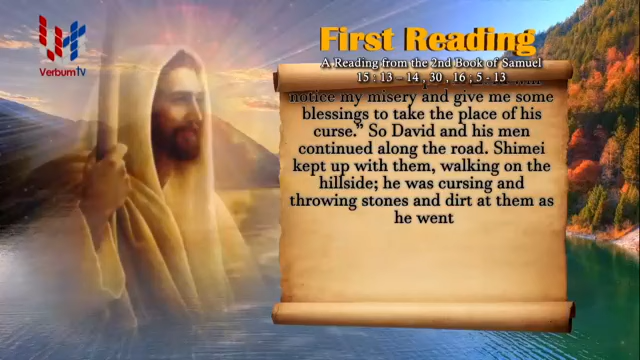 VerbumTV
First Reading
A Reading from the 2nd Book of Samuel
15 : 13 – 14 , 30 , 16 ; 5 - 13
notice my misery and give me some
blessings to take the place of his
curse.” So David and his men
continued along the road. Shimei
kept up with them, walking on the
hillside; he was cursing and
throwing stones and dirt at them as
he went